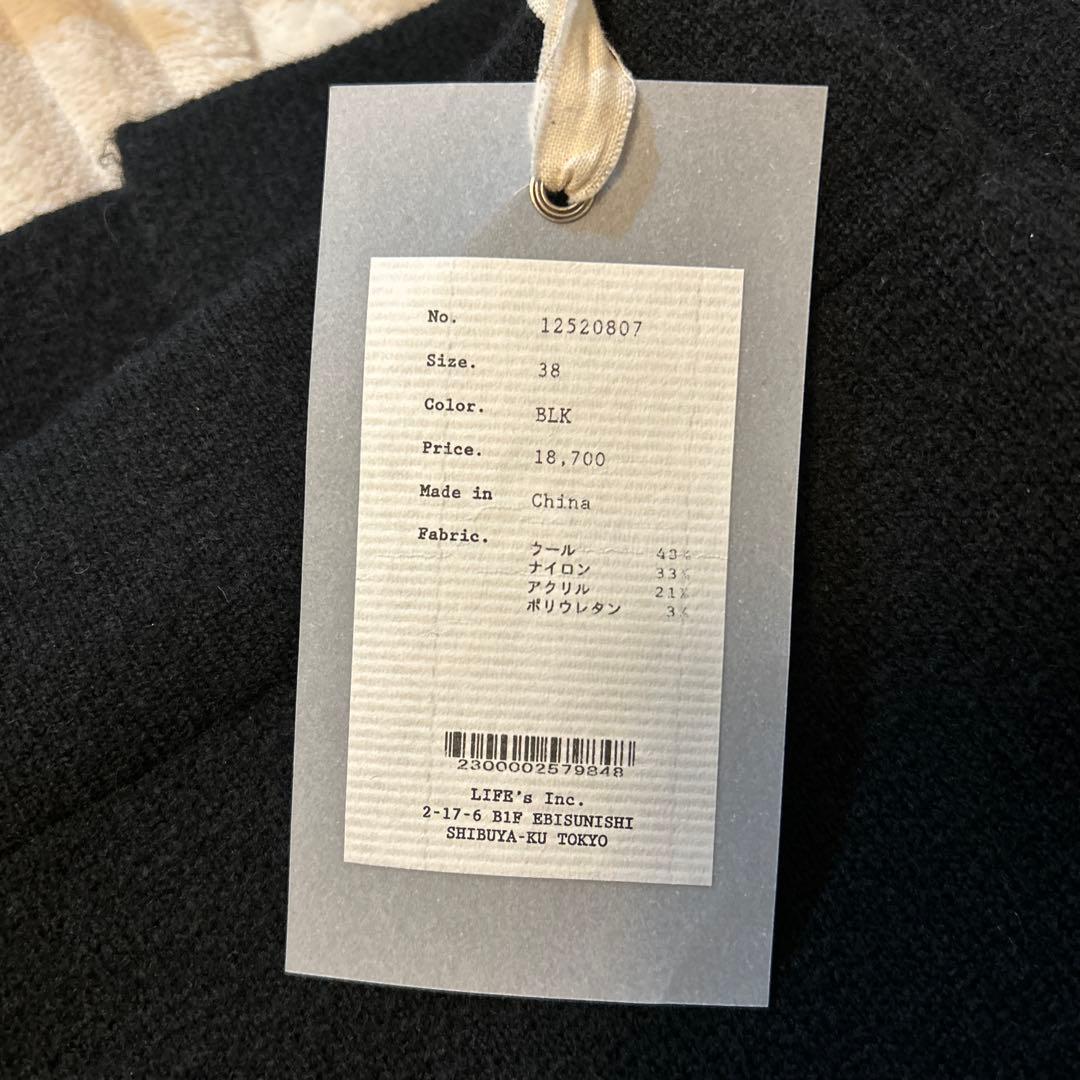 No. 12520807
Size. 38
Color. BLK
Price. 18,700
Made in China
Fabric.
ウール 43%
ナイロン 33%
アクリル 21%
ポリウレタン 3%
2300002579848
LIFE's Inc.
2-17-6 B1F EBISUNISHI
SHIBUYA-KU TOKYO